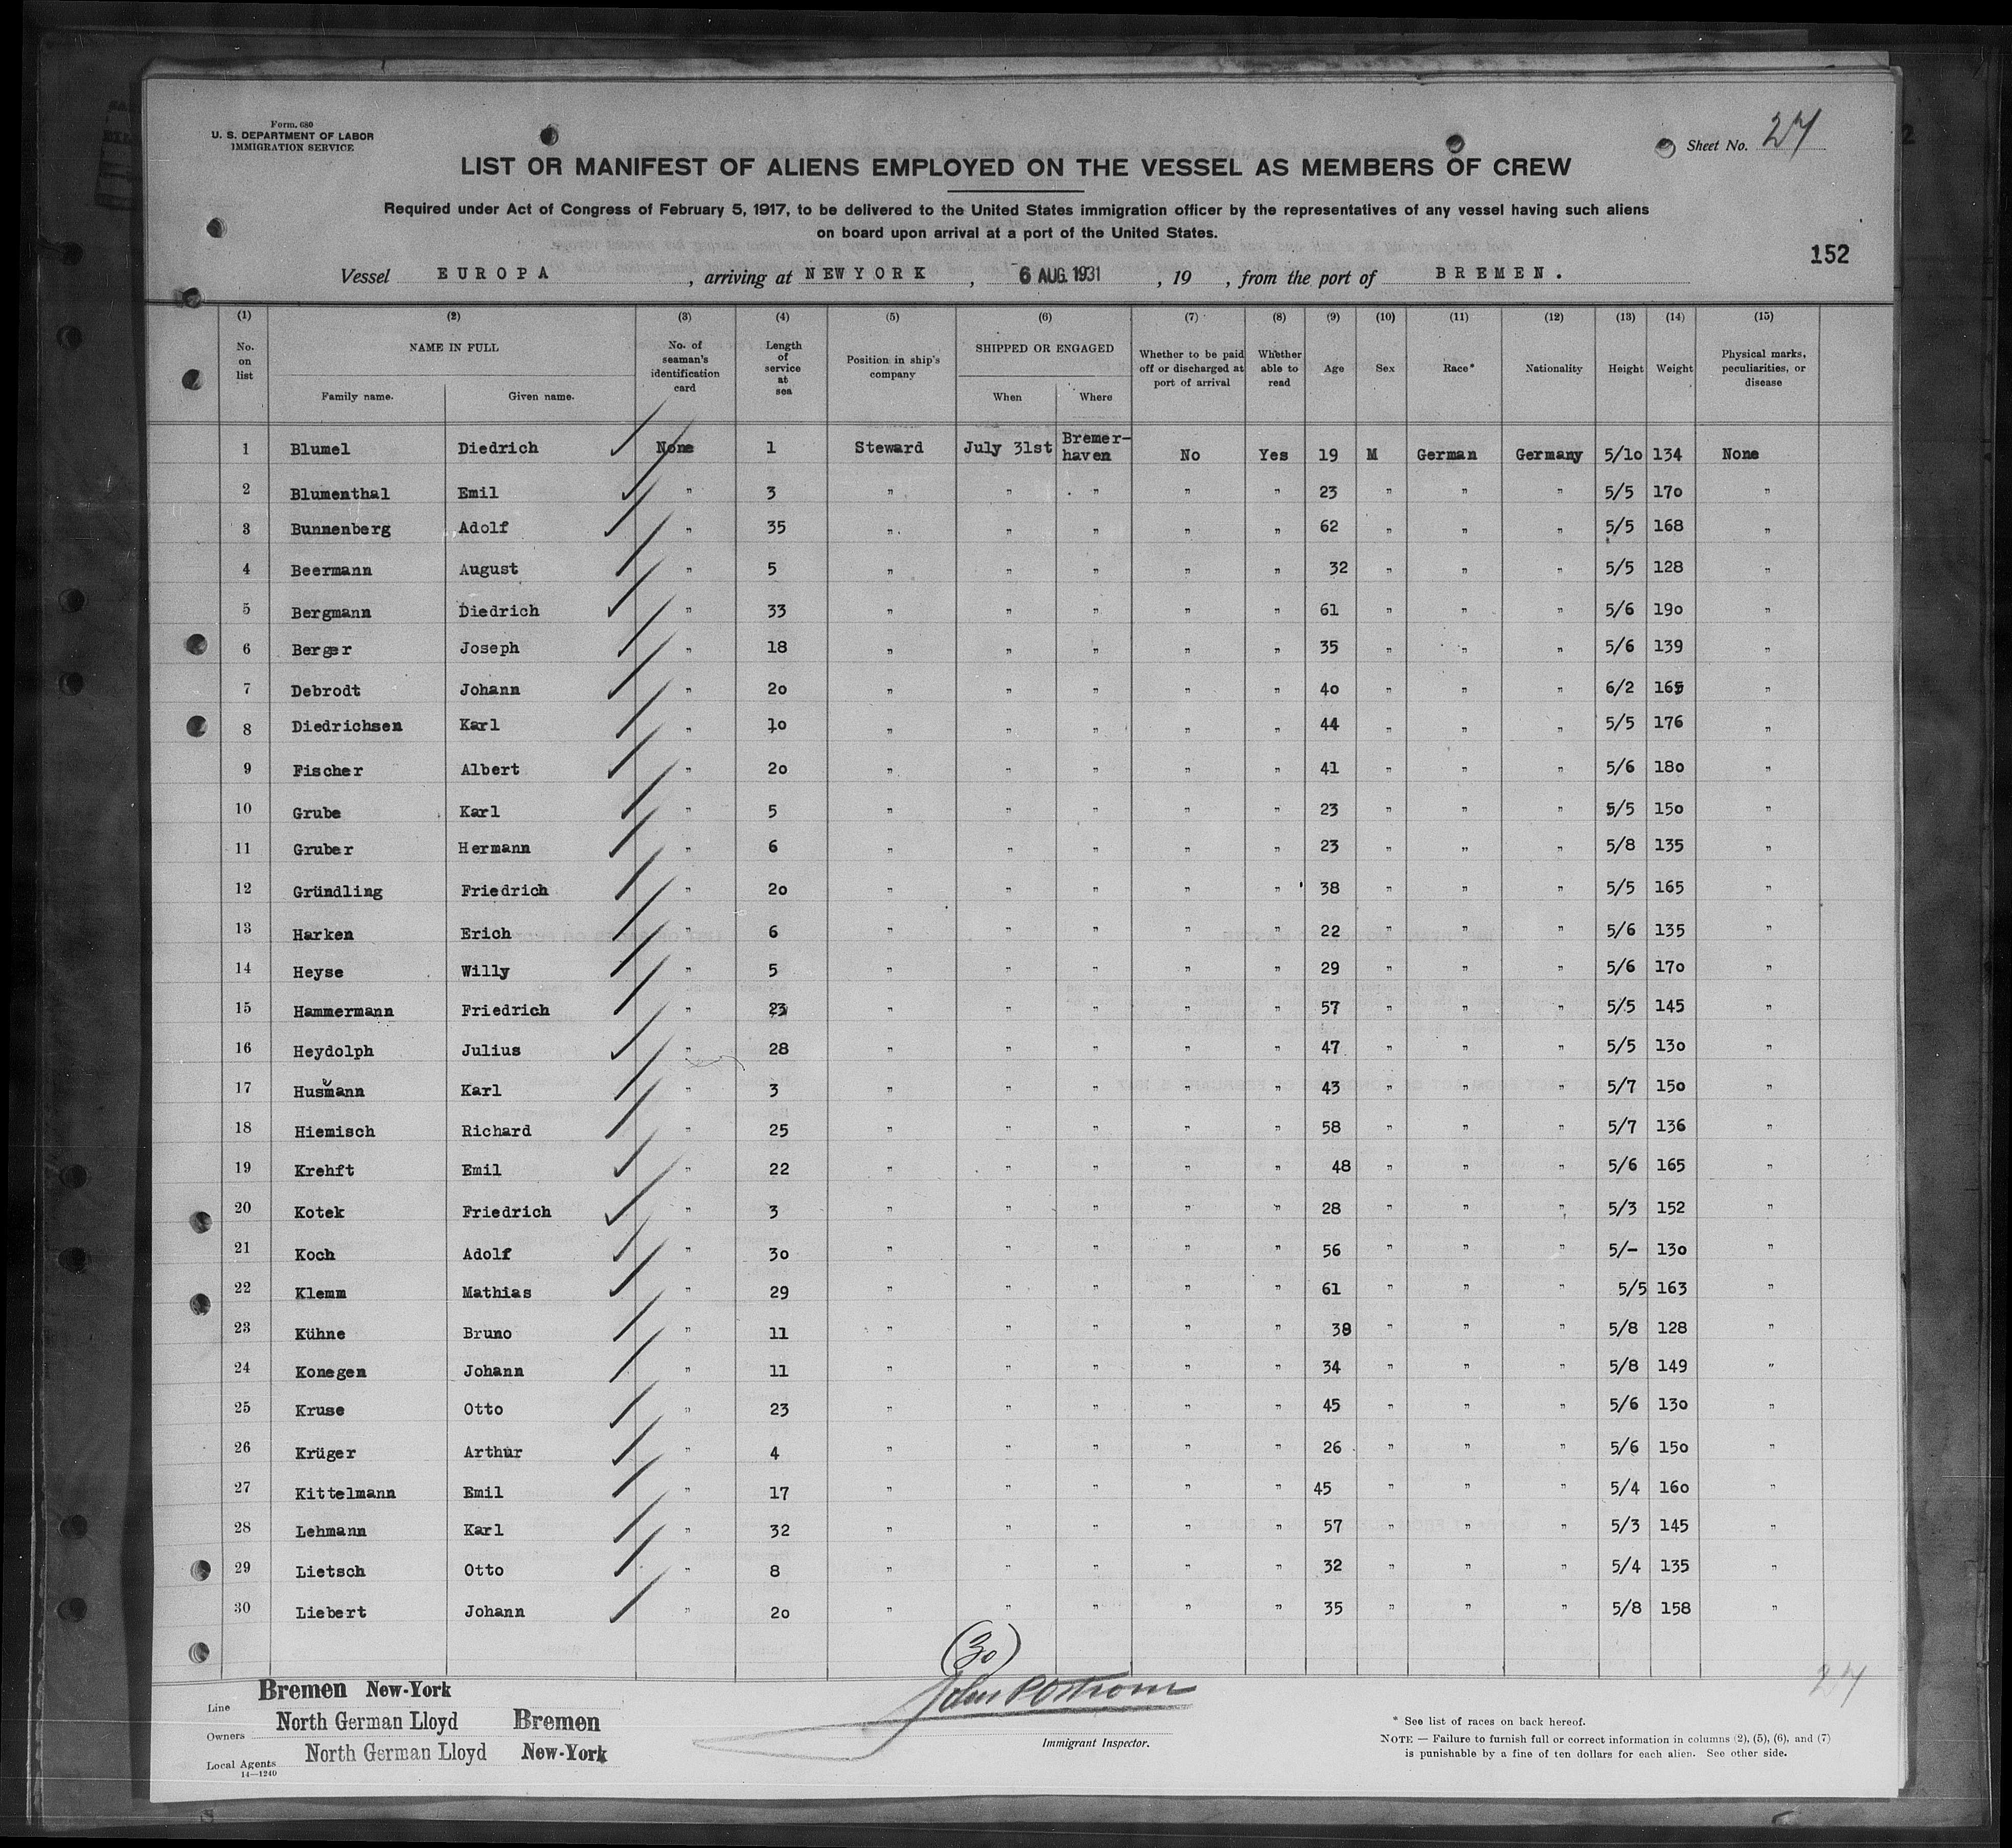 Form. 680
U. S. DEPARTMENT OF LABOR
IMMIGRATION SERVICE
Sheet No. 27
LIST OR MANIFEST OF ALIENS EMPLOYED ON THE VESSEL AS MEMBERS OF CREW
Required under Act of Congress of February 5, 1917, to be delivered to the United States immigration officer by the representatives of any vessel having such aliens
on board upon arrival at a port of the United States.
152
Vessel EUROPA, arriving at NEW YORK, 6 AUG. 1931, 19 , from the port of BREMEN.
(1) (2) (3) (4) (5) (6) (7) (8) (9) (10) (11) (12) (13) (14) (15)
No. on list | NAME IN FULL Family name. Given name. | No. of seaman's identification card | Length of service at sea | Position in ship's company | SHIPPED OR ENGAGED When Where | Whether to be paid off or discharged at port of arrival | Whether able to read | Age | Sex | Race* | Nationality | Height | Weight | Physical marks, peculiarities, or disease
1 Blumel Diedrich None 1 Steward July 31st Bremer-haven No Yes 19 M German Germany 5/10 134 None
2 Blumenthal Emil " 3 " " " " " 23 " " " 5/5 170 "
3 Bunnenberg Adolf " 35 " " " " " 62 " " " 5/5 168 "
4 Beermann August " 5 " " " " " 32 " " " 5/5 128 "
5 Bergmann Diedrich " 33 " " " " " 61 " " " 5/6 190 "
6 Berger Joseph " 18 " " " " " 35 " " " 5/6 139 "
7 Debrodt Johann " 20 " " " " " 40 " " " 6/2 165 "
8 Diedrichsen Karl " 10 " " " " " 44 " " " 5/5 176 "
9 Fischer Albert " 20 " " " " " 41 " " " 5/6 180 "
10 Grube Karl " 5 " " " " " 23 " " " 5/5 150 "
11 Gruber Hermann " 6 " " " " " 23 " " " 5/8 135 "
12 Gründling Friedrich " 20 " " " " " 38 " " " 5/5 165 "
13 Harken Erich " 6 " " " " " 22 " " " 5/6 135 "
14 Heyse Willy " 5 " " " " " 29 " " " 5/6 170 "
15 Hammermann Friedrich " 23 " " " " " 57 " " " 5/5 145 "
16 Heydolph Julius " 28 " " " " " 47 " " " 5/5 130 "
17 Husmann Karl " 3 " " " " " 43 " " " 5/7 150 "
18 Hiemisch Richard " 25 " " " " " 58 " " " 5/7 136 "
19 Krehft Emil " 22 " " " " " 48 " " " 5/6 165 "
20 Kotek Friedrich " 3 " " " " " 28 " " " 5/3 152 "
21 Koch Adolf " 30 " " " " " 56 " " " 5/- 130 "
22 Klemm Mathias " 29 " " " " " 61 " " " 5/5 163 "
23 Kühne Bruno " 11 " " " " " 38 " " " 5/8 128 "
24 Konegen Johann " 11 " " " " " 34 " " " 5/8 149 "
25 Kruse Otto " 23 " " " " " 45 " " " 5/6 130 "
26 Krüger Arthur " 4 " " " " " 26 " " " 5/6 150 "
27 Kittelmann Emil " 17 " " " " " 45 " " " 5/4 160 "
28 Lehmann Karl " 32 " " " " " 57 " " " 5/3 145 "
29 Lietsch Otto " 8 " " " " " 32 " " " 5/4 135 "
30 Liebert Johann " 20 " " " " " 35 " " " 5/8 158 "
(30)
27
Line Bremen New-York
Owners North German Lloyd Bremen
Local Agents North German Lloyd New-York
14—1240
John P Ostrom
Immigrant Inspector.
* See list of races on back hereof.
NOTE — Failure to furnish full or correct information in columns (2), (5), (6), and (7)
is punishable by a fine of ten dollars for each alien. See other side.